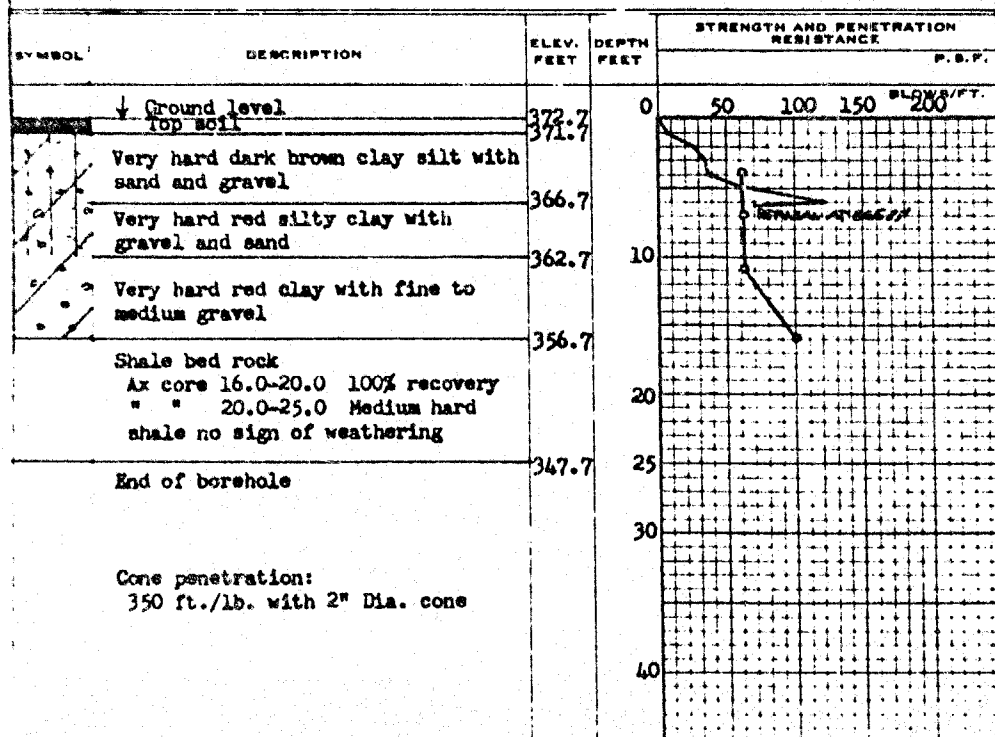 SYMBOL DESCRIPTION ELEV. FEET DEPTH FEET STRENGTH AND PENETRATION RESISTANCE
P.S.F.
BLOWS/FT.
0 50 100 150 200
Ground level 372.7
Top soil 371.7
Very hard dark brown clay silt with
sand and gravel
366.7
Very hard red silty clay with
gravel and sand
362.7
10
Very hard red clay with fine to
medium gravel
356.7
Shale bed rock
Ax core 16.0-20.0 100% recovery
" " 20.0-25.0 Medium hard
shale no sign of weathering
20
347.7
25
End of borehole
30
Cone penetration:
350 ft./lb. with 2" Dia. cone
40